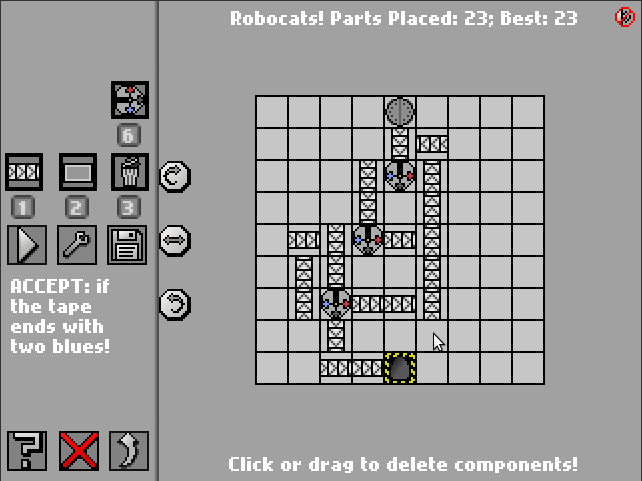 Robocats! Parts Placed: 23; Best: 23
6
1 2 3
ACCEPT: if
the tape
ends with
two blues!
Click or drag to delete components!